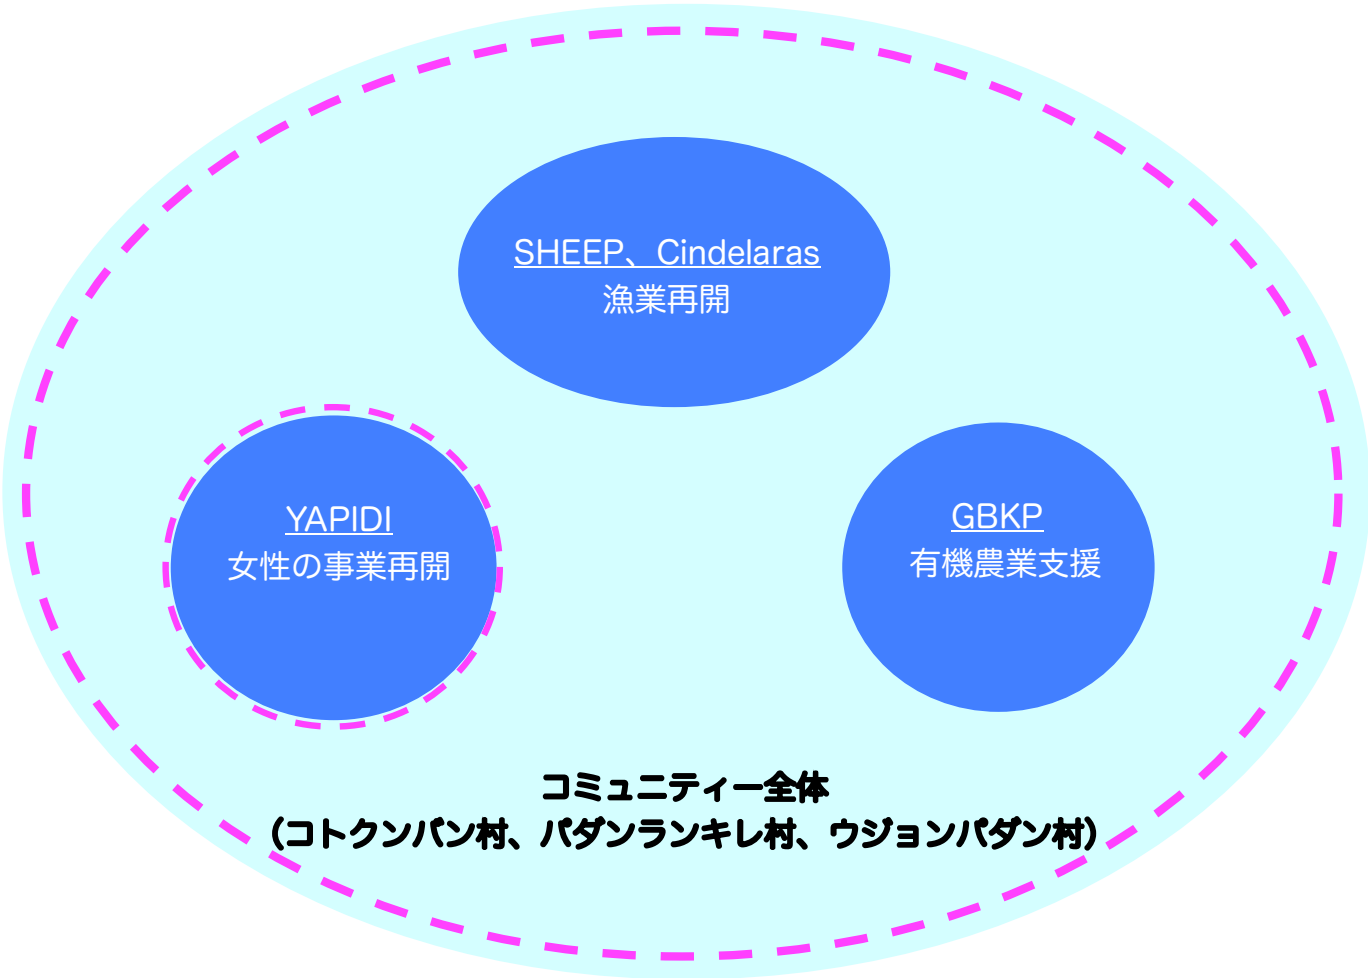 SHEEP、Cindelaras
漁業再開
YAPIDI
女性の事業再開
GBKP
有機農業支援
コミュニティー全体
（コトクンバン村、パダンランキレ村、ウジョンパダン村）